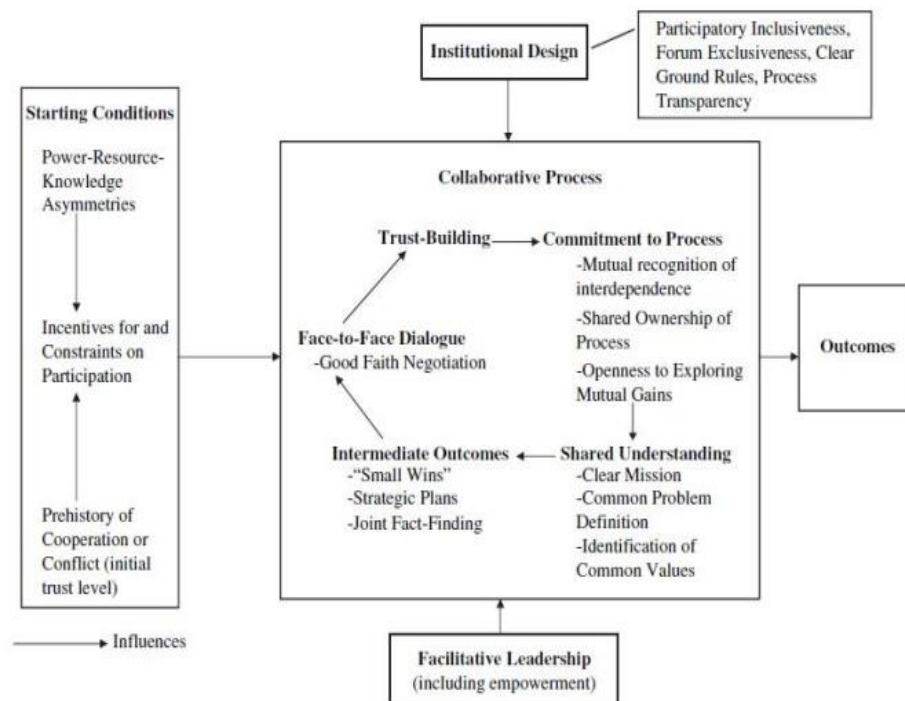 Institutional Design
Participatory Inclusiveness,
Forum Exclusiveness, Clear
Ground Rules, Process
Transparency
Starting Conditions
Power-Resource-
Knowledge
Asymmetries
Incentives for and
Constraints on
Participation
Prehistory of
Cooperation or
Conflict (initial
trust level)
Influences
Collaborative Process
Trust-Building
Commitment to Process
-Mutual recognition of
interdependence
-Shared Ownership of
Process
-Openness to Exploring
Mutual Gains
Face-to-Face Dialogue
-Good Faith Negotiation
Intermediate Outcomes
-“Small Wins”
-Strategic Plans
-Joint Fact-Finding
Shared Understanding
-Clear Mission
-Common Problem
Definition
-Identification of
Common Values
Outcomes
Facilitative Leadership
(including empowerment)